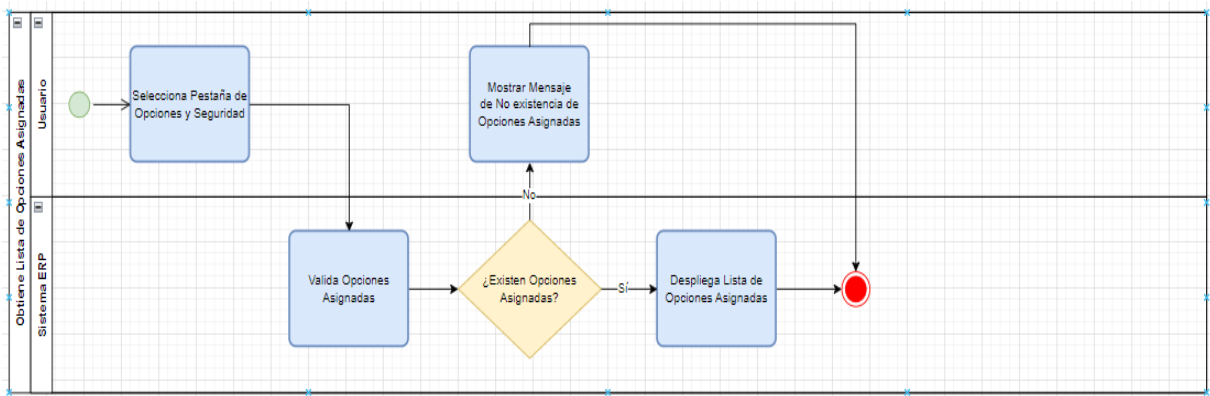 Obtiene Lista de Opciones Asignadas
Usuario
Selecciona Pestaña de
Opciones y Seguridad
Mostrar Mensaje
de No existencia de
Opciones Asignadas
No
Sistema ERP
Valida Opciones
Asignadas
¿Existen Opciones
Asignadas?
Sí
Despliega Lista de
Opciones Asignadas